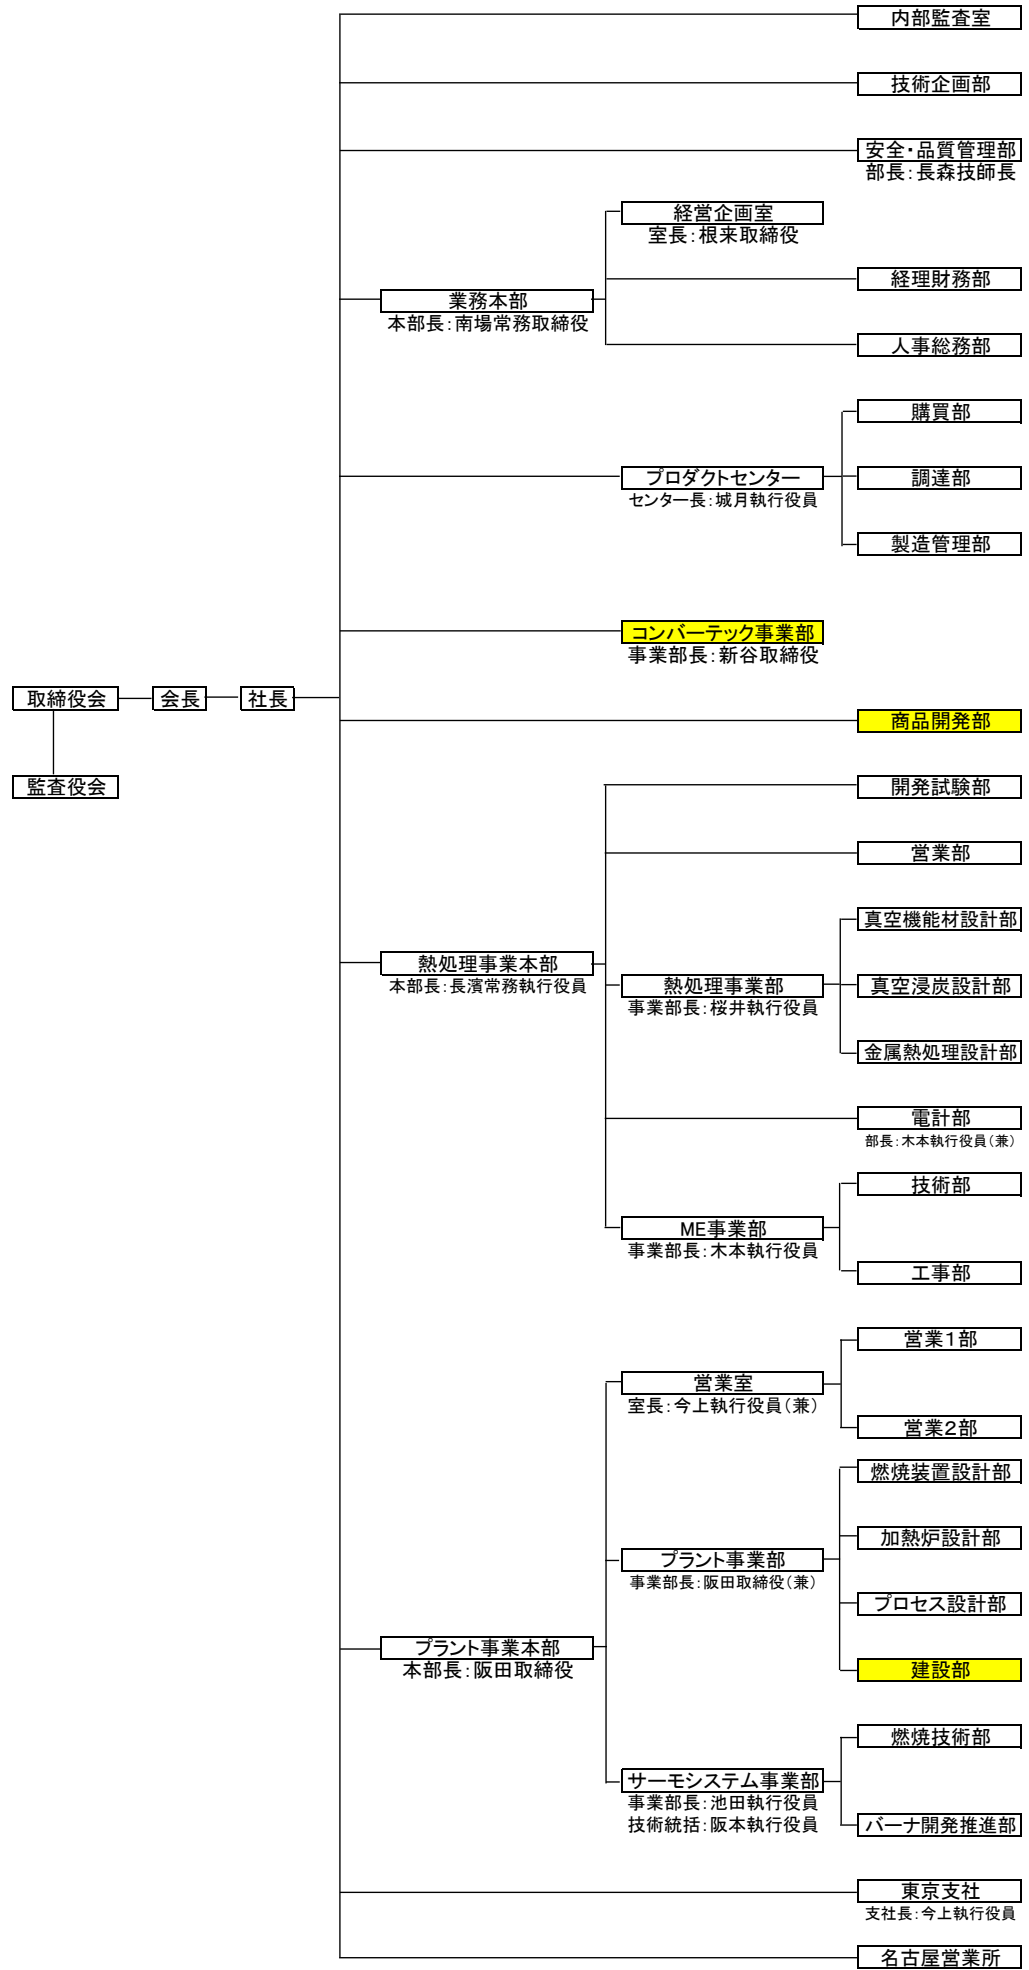 内部監査室
技術企画部
安全・品質管理部
部長：長森技師長
経営企画室
室長：根来取締役
経理財務部
業務本部
本部長：南場常務取締役
人事総務部
購買部
プロダクトセンター
センター長：城月執行役員
調達部
製造管理部
コンバーテック事業部
事業部長：新谷取締役
取締役会
会長
社長
商品開発部
監査役会
開発試験部
営業部
真空機能材設計部
熱処理事業本部
本部長：長濱常務執行役員
熱処理事業部
事業部長：桜井執行役員
真空浸炭設計部
金属熱処理設計部
電計部
部長：木本執行役員（兼）
技術部
ME事業部
事業部長：木本執行役員
工事部
営業１部
営業室
室長：今上執行役員（兼）
営業２部
燃焼装置設計部
加熱炉設計部
プラント事業部
事業部長：阪田取締役（兼）
プロセス設計部
プラント事業本部
本部長：阪田取締役
建設部
燃焼技術部
サーモシステム事業部
事業部長：池田執行役員
技術統括：阪本執行役員
バーナ開発推進部
東京支社
支社長：今上執行役員
名古屋営業所